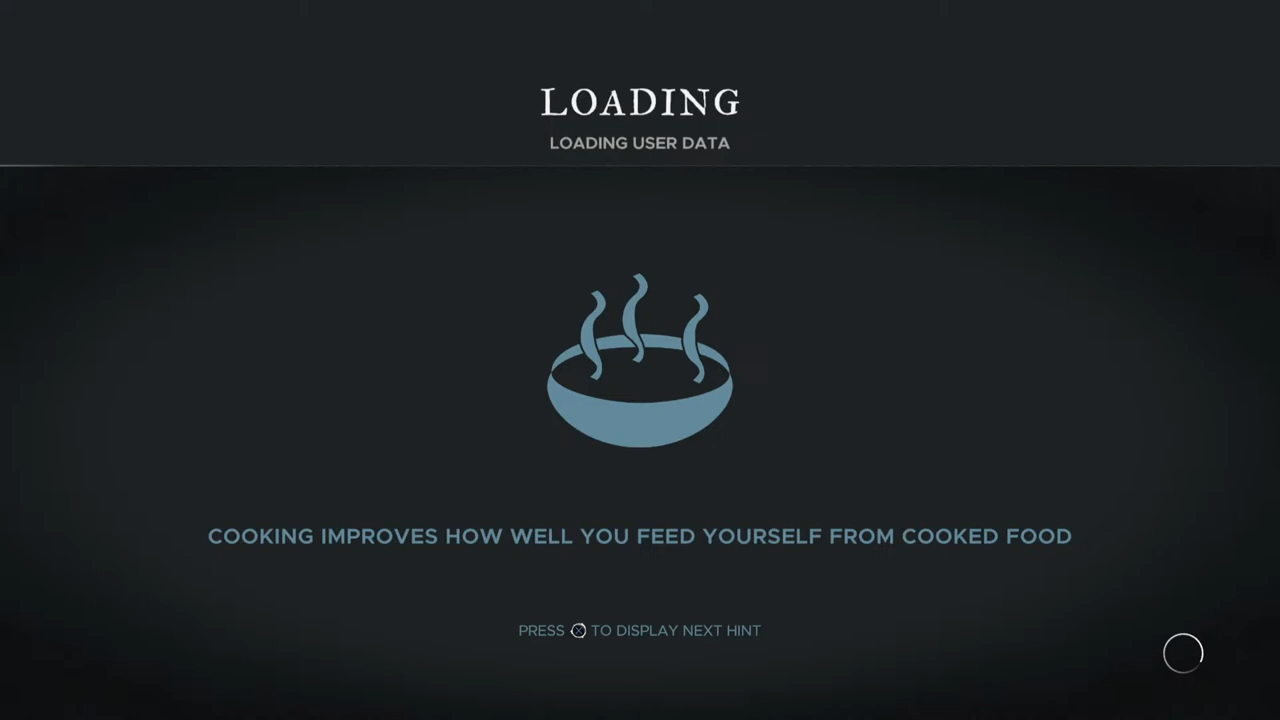 LOADING
LOADING USER DATA
COOKING IMPROVES HOW WELL YOU FEED YOURSELF FROM COOKED FOOD
PRESS ⓧ TO DISPLAY NEXT HINT